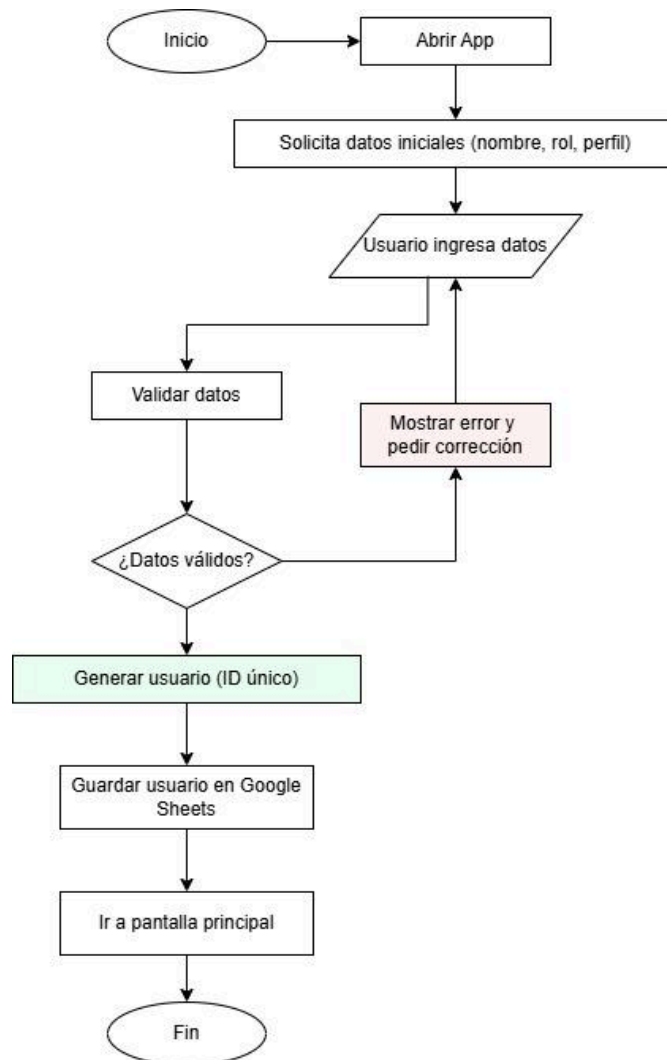 Inicio
Abrir App
Solicita datos iniciales (nombre, rol, perfil)
Usuario ingresa datos
Validar datos
Mostrar error y
pedir corrección
¿Datos válidos?
Generar usuario (ID único)
Guardar usuario en Google
Sheets
Ir a pantalla principal
Fin